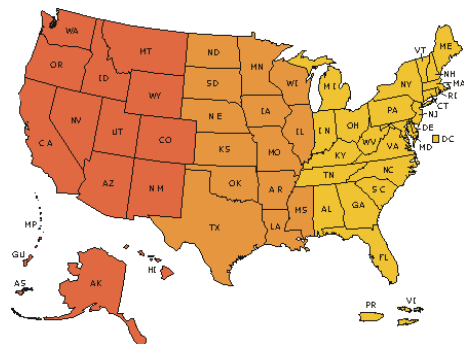 WA
OR
CA
NV
ID
MT
WY
UT
CO
AZ
NM
ND
SD
NE
KS
OK
TX
MN
IA
MO
AR
LA
WI
IL
MS
MI
IN
OH
KY
TN
AL
GA
FL
SC
NC
VA
WV
PA
NY
VT
ME
NH
MA
RI
CT
NJ
DE
MD
DC
MP
GU
AS
AK
HI
PR
VI